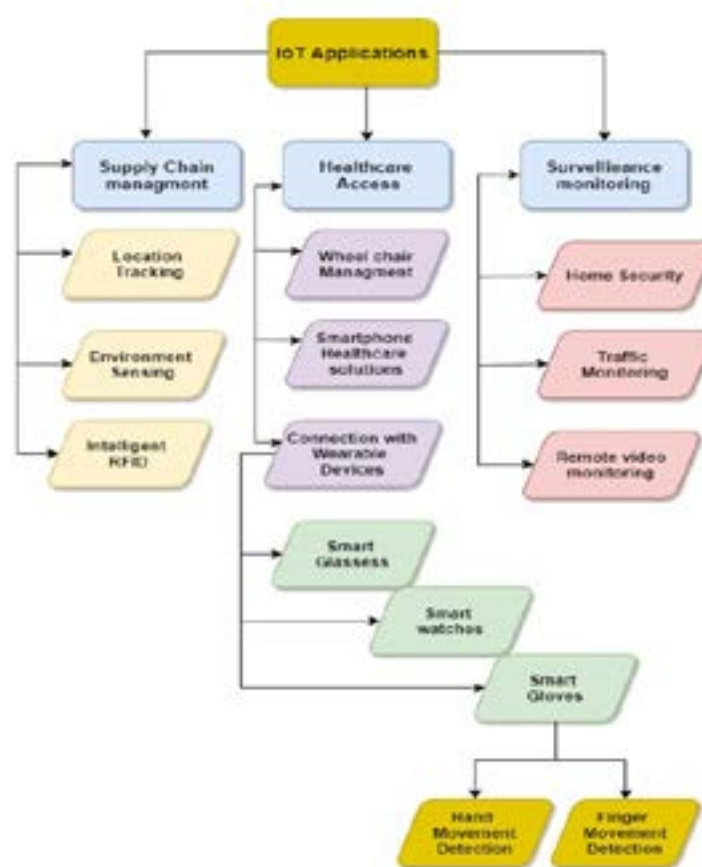 IoT Applications
Supply Chain
managment
Healthcare
Access
Survellinance
monitoring
Location
Tracking
Wheel chair
Managment
Home Security
Environment
Sensing
Smartphone
Healthcare
solutions
Traffic
Monitoring
Intelligent
RFID
Connection with
Wearable
Devices
Remote video
monitoring
Smart
Glassess
Smart
watches
Smart
Gloves
Hand
Movement
Detection
Finger
Movement
Detection